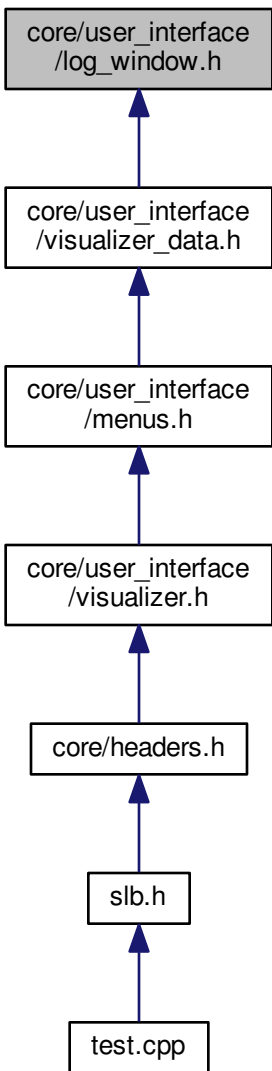 core/user_interface
/log_window.h
core/user_interface
/visualizer_data.h
core/user_interface
/menus.h
core/user_interface
/visualizer.h
core/headers.h
slb.h
test.cpp